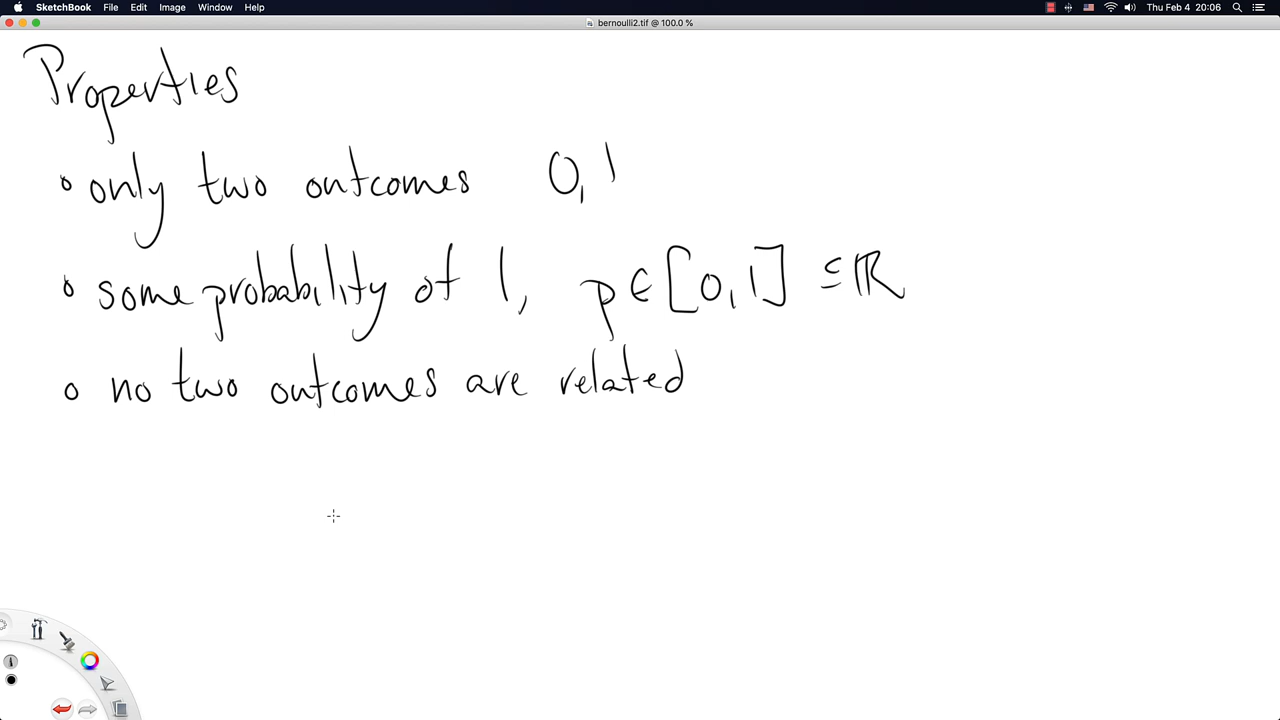 SketchBook File Edit Image Window Help Thu Feb 4 20:06
bernoulli2.tif @ 100.0 %
Properties
• only two outcomes 0, 1
• some probability of 1, p ∈ [0, 1] ⊆ ℝ
• no two outcomes are related